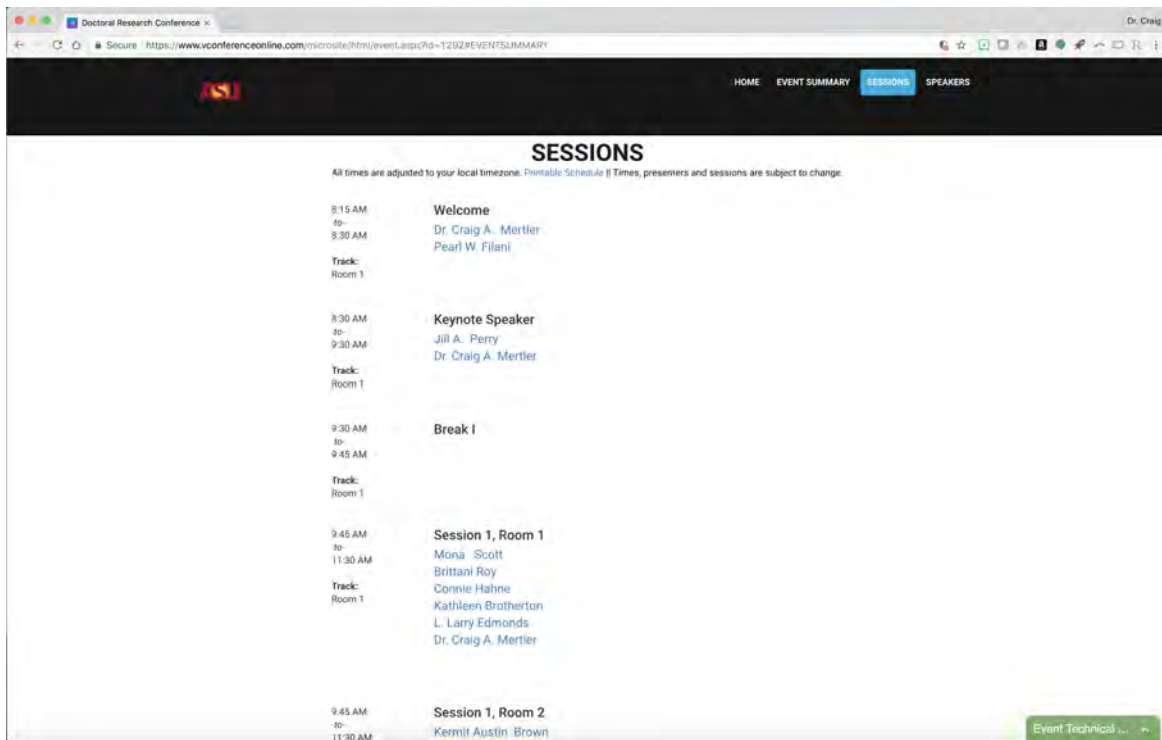 Doctoral Research Conference ×
Dr. Craig
Secure https://www.vconferenceonline.com/microsite/html/event.aspx?id=1292#EVENTSUMMARY
ASU
HOME EVENT SUMMARY SESSIONS SPEAKERS
SESSIONS
All times are adjusted to your local timezone. Printable Schedule || Times, presenters and sessions are subject to change.
8:15 AM
-to-
8:30 AM
Track:
Room 1
Welcome
Dr. Craig A. Mertler
Pearl W. Filani
8:30 AM
-to-
9:30 AM
Track:
Room 1
Keynote Speaker
Jill A. Perry
Dr. Craig A. Mertler
9:30 AM
-to-
9:45 AM
Track:
Room 1
Break I
9:45 AM
-to-
11:30 AM
Track:
Room 1
Session 1, Room 1
Mona Scott
Brittani Roy
Connie Hahne
Kathleen Brotherton
L. Larry Edmonds
Dr. Craig A. Mertler
9:45 AM
-to-
11:30 AM
Session 1, Room 2
Kermit Austin Brown
Event Technical ...